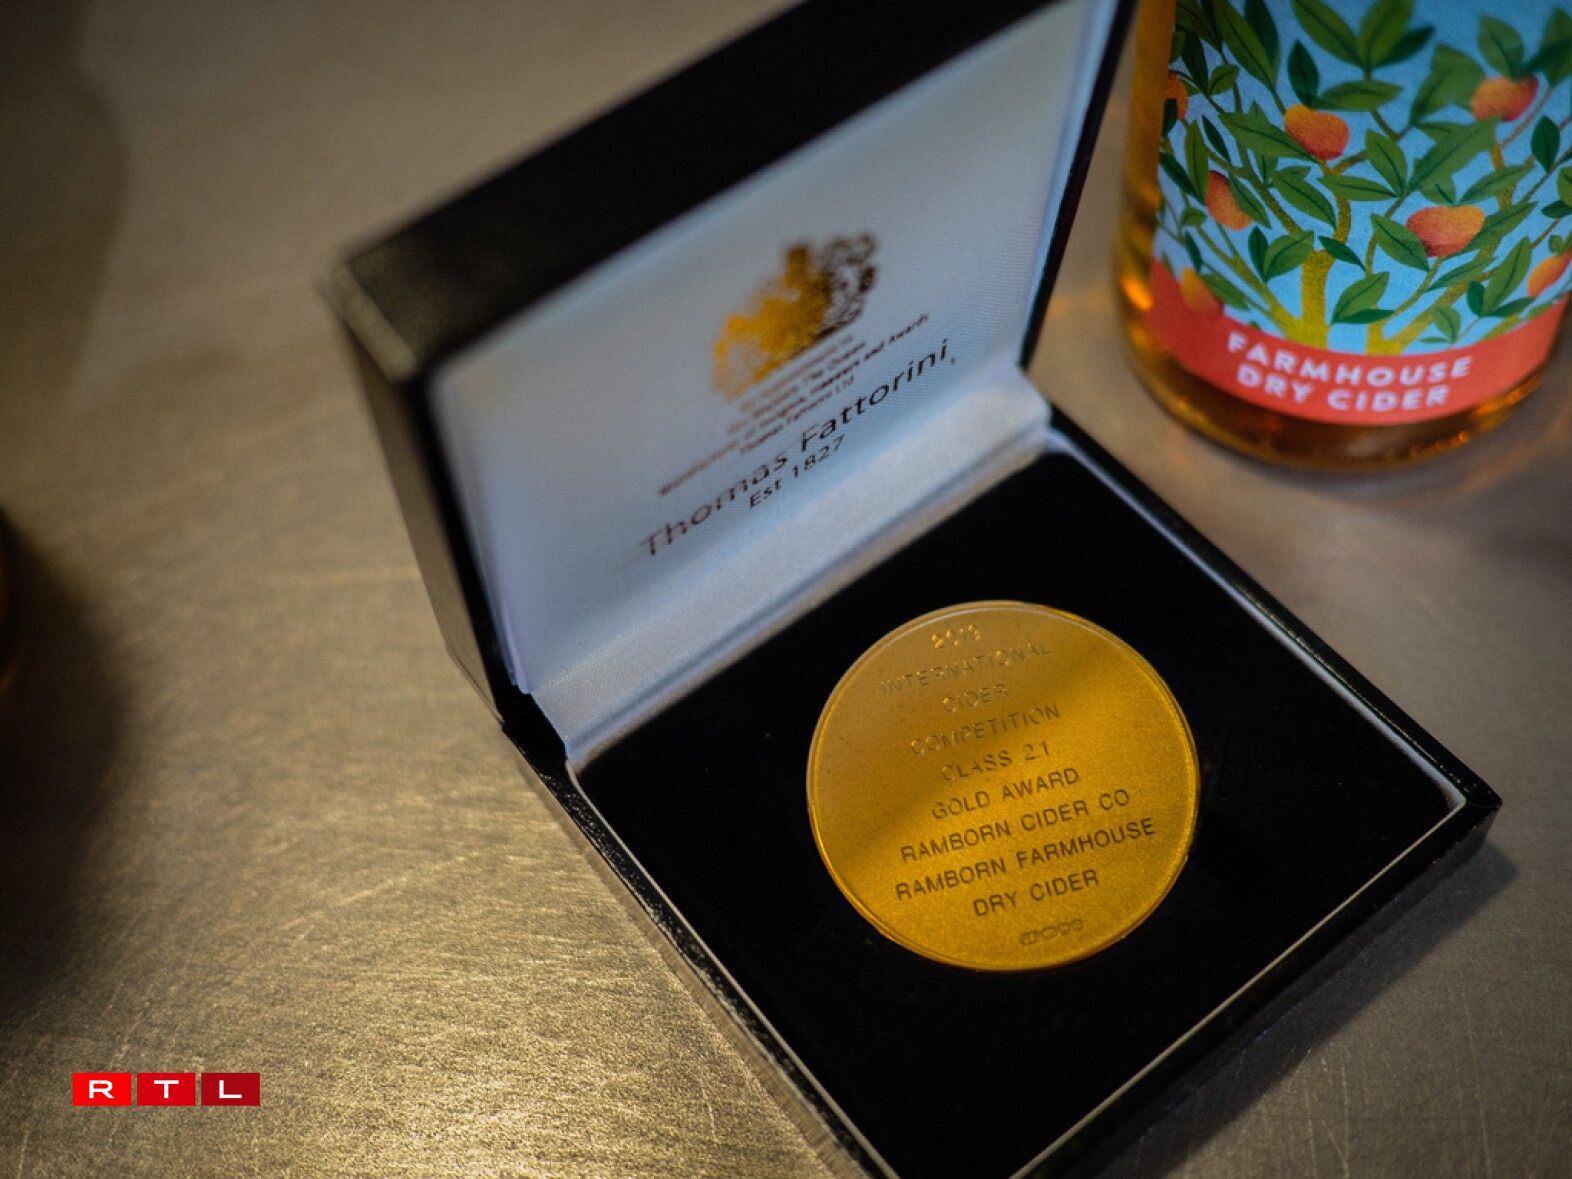 FARMHOUSE
DRY CIDER
Thomas Fattorini
Est 1827
INTERNATIONAL
CIDER
COMPETITION
CLASS 21
GOLD AWARD
RAMBORN CIDER CO
RAMBORN FARMHOUSE
DRY CIDER
RTL